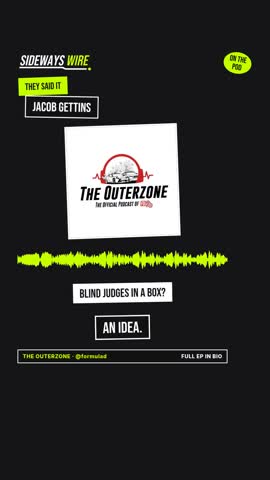 SIDEWAYS WIRE.
ON THE
POD
THEY SAID IT
JACOB GETTINS
THE OUTERZONE
THE OFFICIAL PODCAST OF
BLIND JUDGES IN A BOX?
AN IDEA.
THE OUTERZONE · @formulad
FULL EP IN BIO